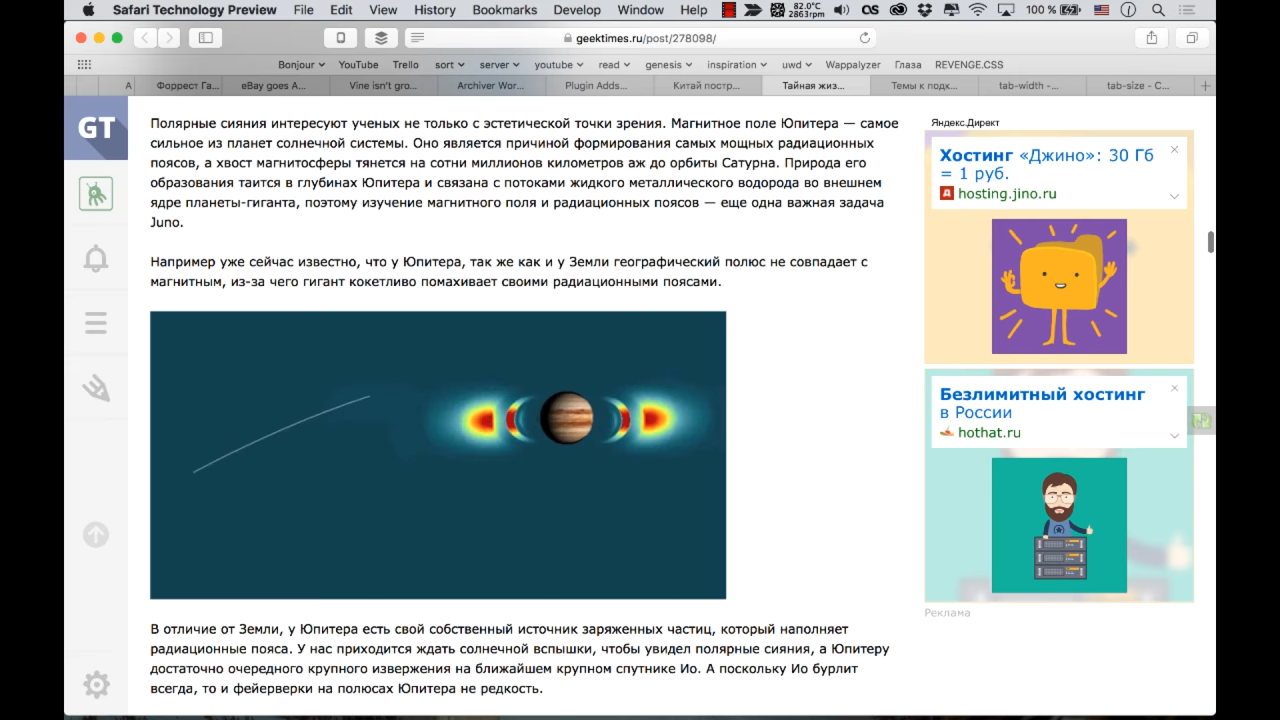 Safari Technology Preview File Edit View History Bookmarks Develop Window Help 82.0°C 2863rpm 100 %
geektimes.ru/post/278098/
Bonjour YouTube Trello sort server youtube read genesis inspiration uwd Wappalyzer Глаза REVENGE.CSS
A Форрест Га... eBay goes A... Vine isn't gro... Archiver Wor... Plugin Adds... Китай постр... Тайная жиз... Темы к подк... tab-width -... tab-size - C...
GT
Полярные сияния интересуют ученых не только с эстетической точки зрения. Магнитное поле Юпитера — самое
сильное из планет солнечной системы. Оно является причиной формирования самых мощных радиационных
поясов, а хвост магнитосферы тянется на сотни миллионов километров аж до орбиты Сатурна. Природа его
образования таится в глубинах Юпитера и связана с потоками жидкого металлического водорода во внешнем
ядре планеты-гиганта, поэтому изучение магнитного поля и радиационных поясов — еще одна важная задача
Juno.
Например уже сейчас известно, что у Юпитера, так же как и у Земли географический полюс не совпадает с
магнитным, из-за чего гигант кокетливо помахивает своими радиационными поясами.
В отличие от Земли, у Юпитера есть свой собственный источник заряженных частиц, который наполняет
радиационные пояса. У нас приходится ждать солнечной вспышки, чтобы увидел полярные сияния, а Юпитеру
достаточно очередного крупного извержения на ближайшем крупном спутнике Ио. А поскольку Ио бурлит
всегда, то и фейерверки на полюсах Юпитера не редкость.
Яндекс.Директ
Хостинг «Джино»: 30 Гб
= 1 руб.
hosting.jino.ru
Безлимитный хостинг
в России
hothat.ru
Реклама